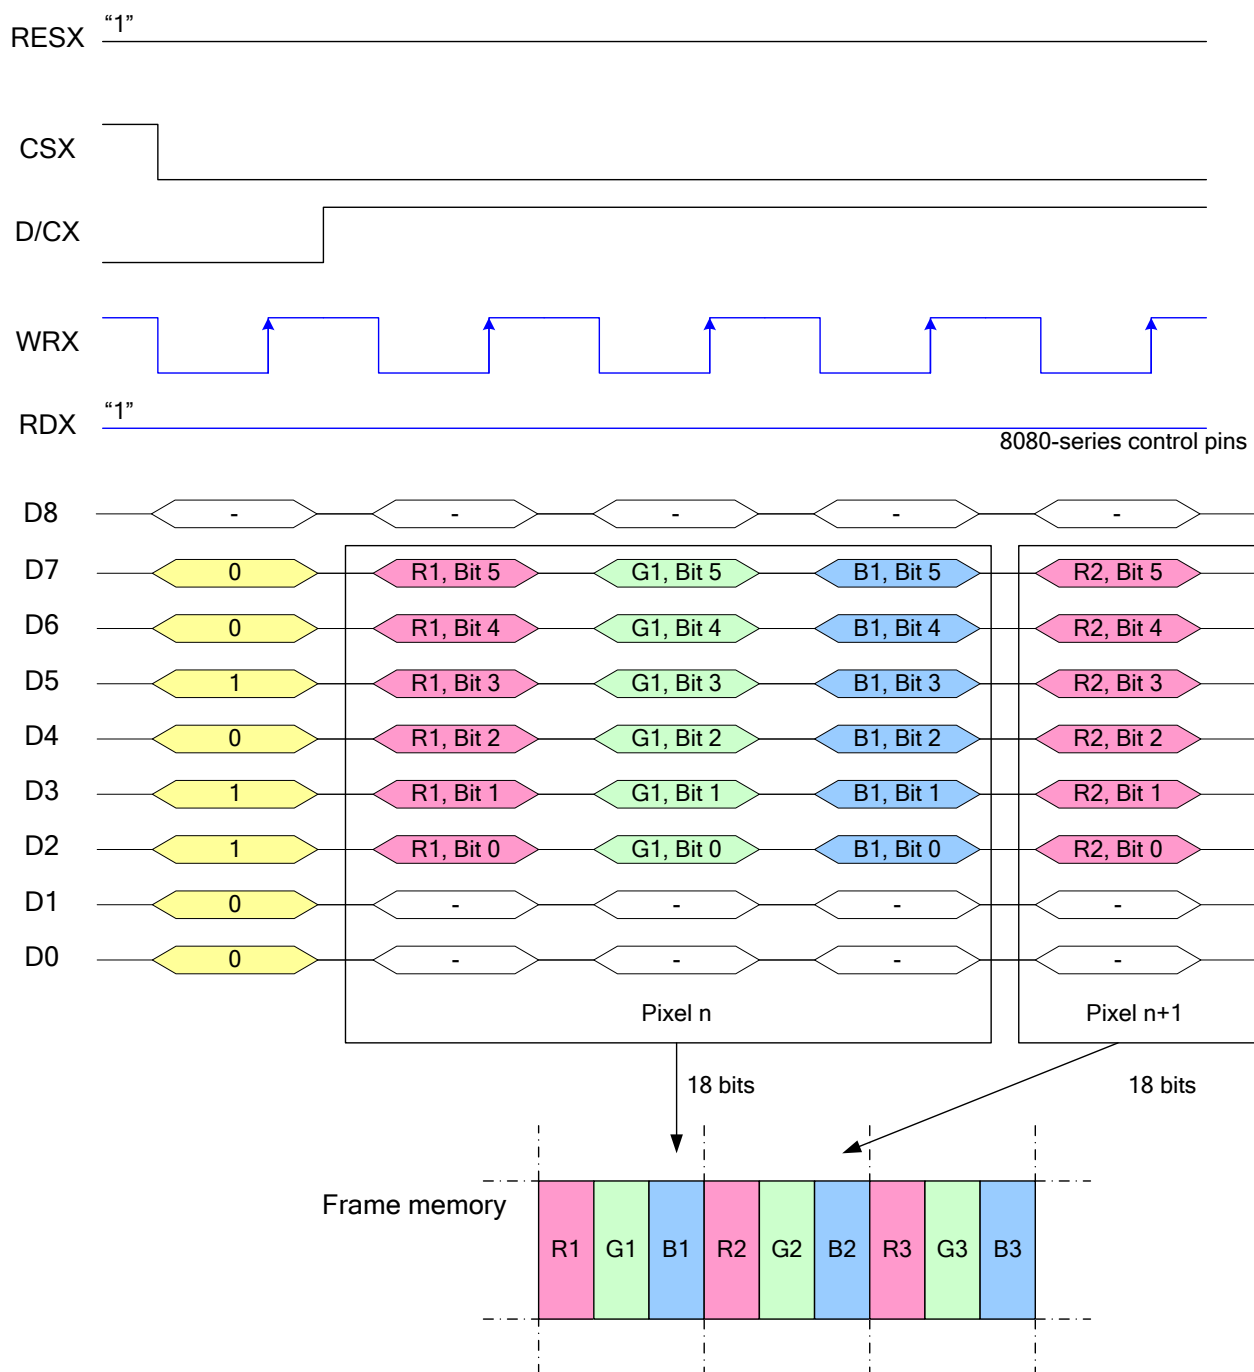 RESX “1”
CSX
D/CX
WRX
RDX “1”
8080-series control pins
D8 - - - - -
D7 0 R1, Bit 5 G1, Bit 5 B1, Bit 5 R2, Bit 5
D6 0 R1, Bit 4 G1, Bit 4 B1, Bit 4 R2, Bit 4
D5 1 R1, Bit 3 G1, Bit 3 B1, Bit 3 R2, Bit 3
D4 0 R1, Bit 2 G1, Bit 2 B1, Bit 2 R2, Bit 2
D3 1 R1, Bit 1 G1, Bit 1 B1, Bit 1 R2, Bit 1
D2 1 R1, Bit 0 G1, Bit 0 B1, Bit 0 R2, Bit 0
D1 0 - - - -
D0 0 - - - -
Pixel n Pixel n+1
18 bits 18 bits
Frame memory
R1 G1 B1 R2 G2 B2 R3 G3 B3